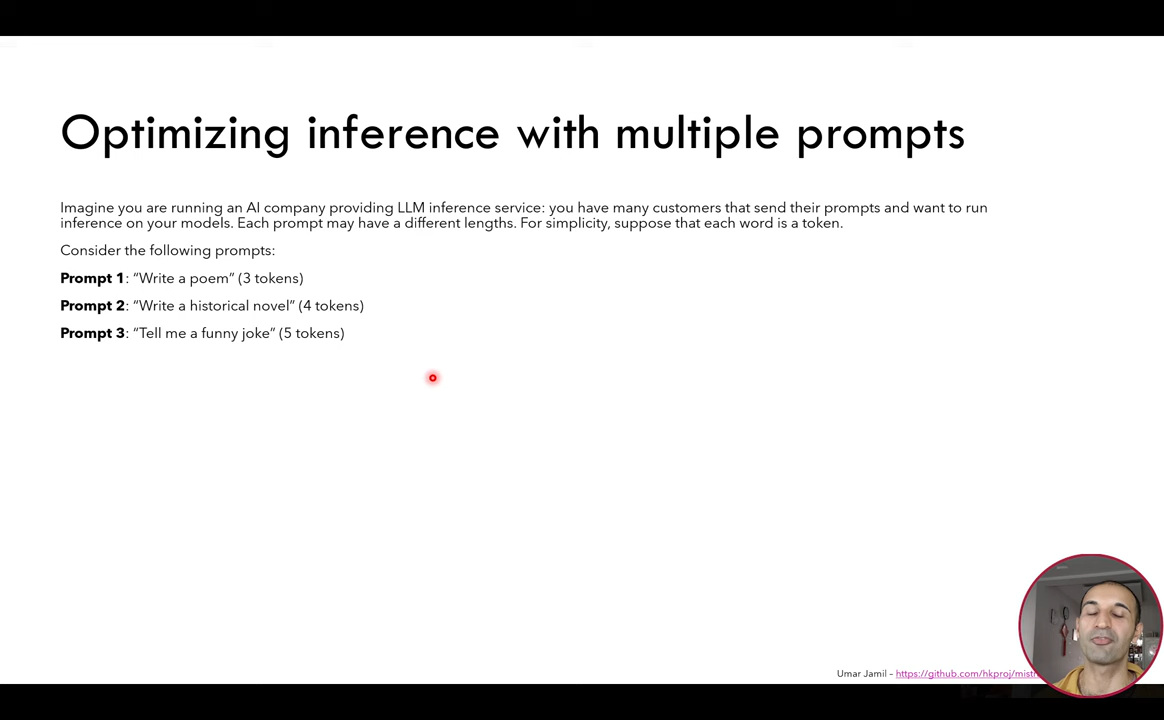 Optimizing inference with multiple prompts
Imagine you are running an AI company providing LLM inference service: you have many customers that send their prompts and want to run
inference on your models. Each prompt may have a different lengths. For simplicity, suppose that each word is a token.
Consider the following prompts:
Prompt 1: “Write a poem” (3 tokens)
Prompt 2: “Write a historical novel” (4 tokens)
Prompt 3: “Tell me a funny joke” (5 tokens)
Umar Jamil – https://github.com/hkproj/mist